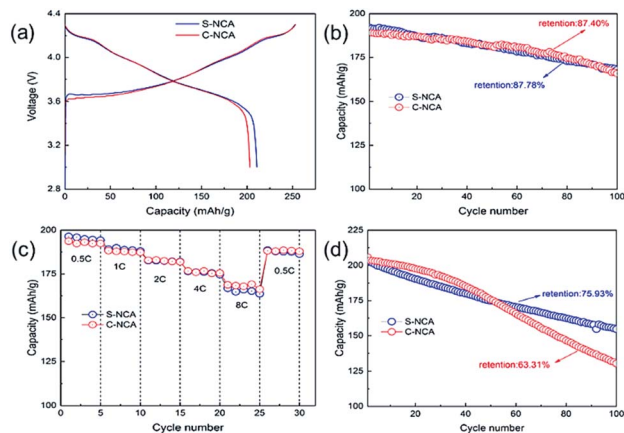 (a)
S-NCA
C-NCA
Voltage (V)
4.4
4.0
3.6
3.2
2.8
0 50 100 150 200 250
Capacity (mAh/g)
(b)
retention:87.40%
retention:87.78%
S-NCA
C-NCA
Capacity (mAh/g)
200
175
150
125
100
20 40 60 80 100
Cycle number
(c)
0.5C
1C
2C
4C
8C
0.5C
S-NCA
C-NCA
Capacity (mAh/g)
200
175
150
125
100
0 5 10 15 20 25 30
Cycle number
(d)
retention:75.93%
retention:63.31%
S-NCA
C-NCA
Capacity (mAh/g)
225
200
175
150
125
100
0 20 40 60 80 100
Cycle number